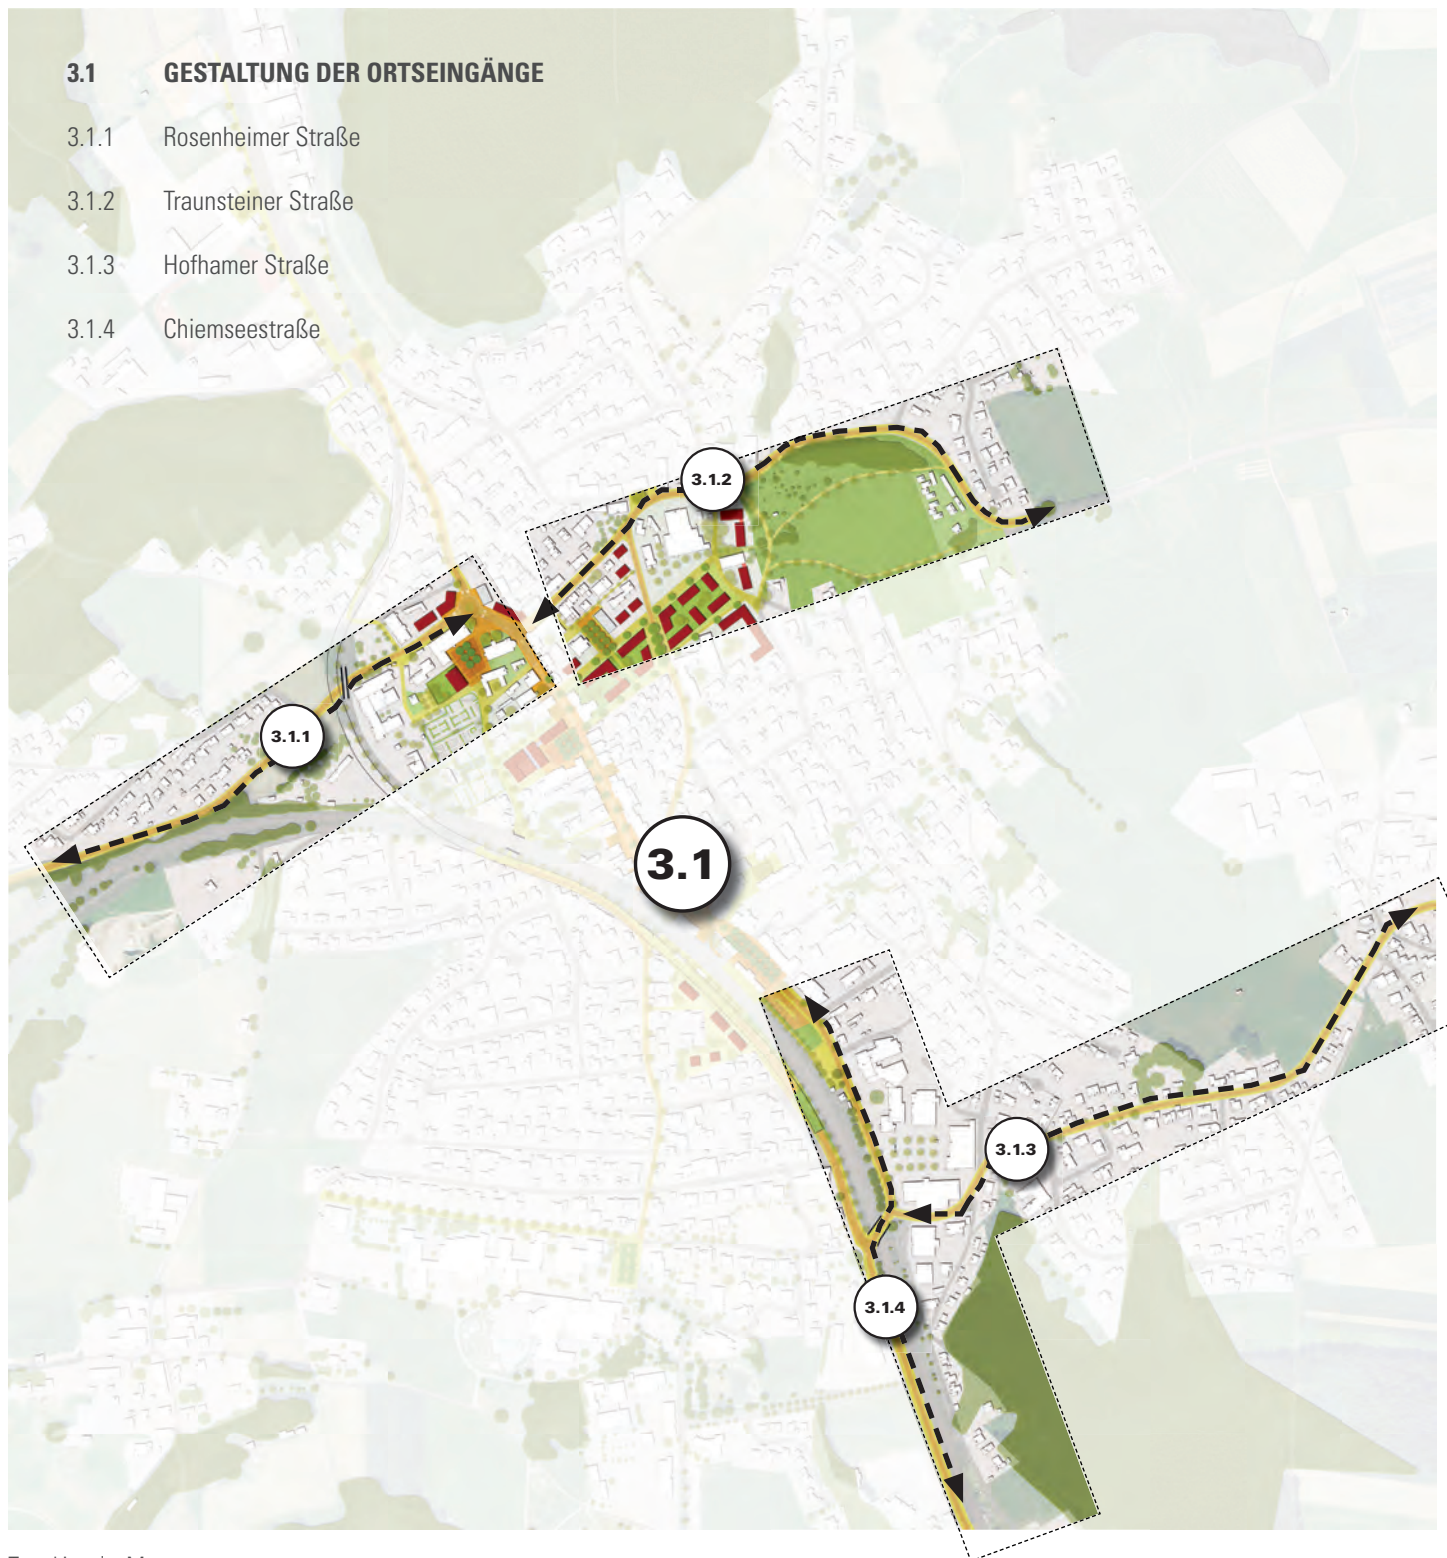 3.1 GESTALTUNG DER ORTSEINGÄNGE
3.1.1 Rosenheimer Straße
3.1.2 Traunsteiner Straße
3.1.3 Hofhamer Straße
3.1.4 Chiemseestraße
3.1.2
3.1.1
3.1
3.1.3
3.1.4